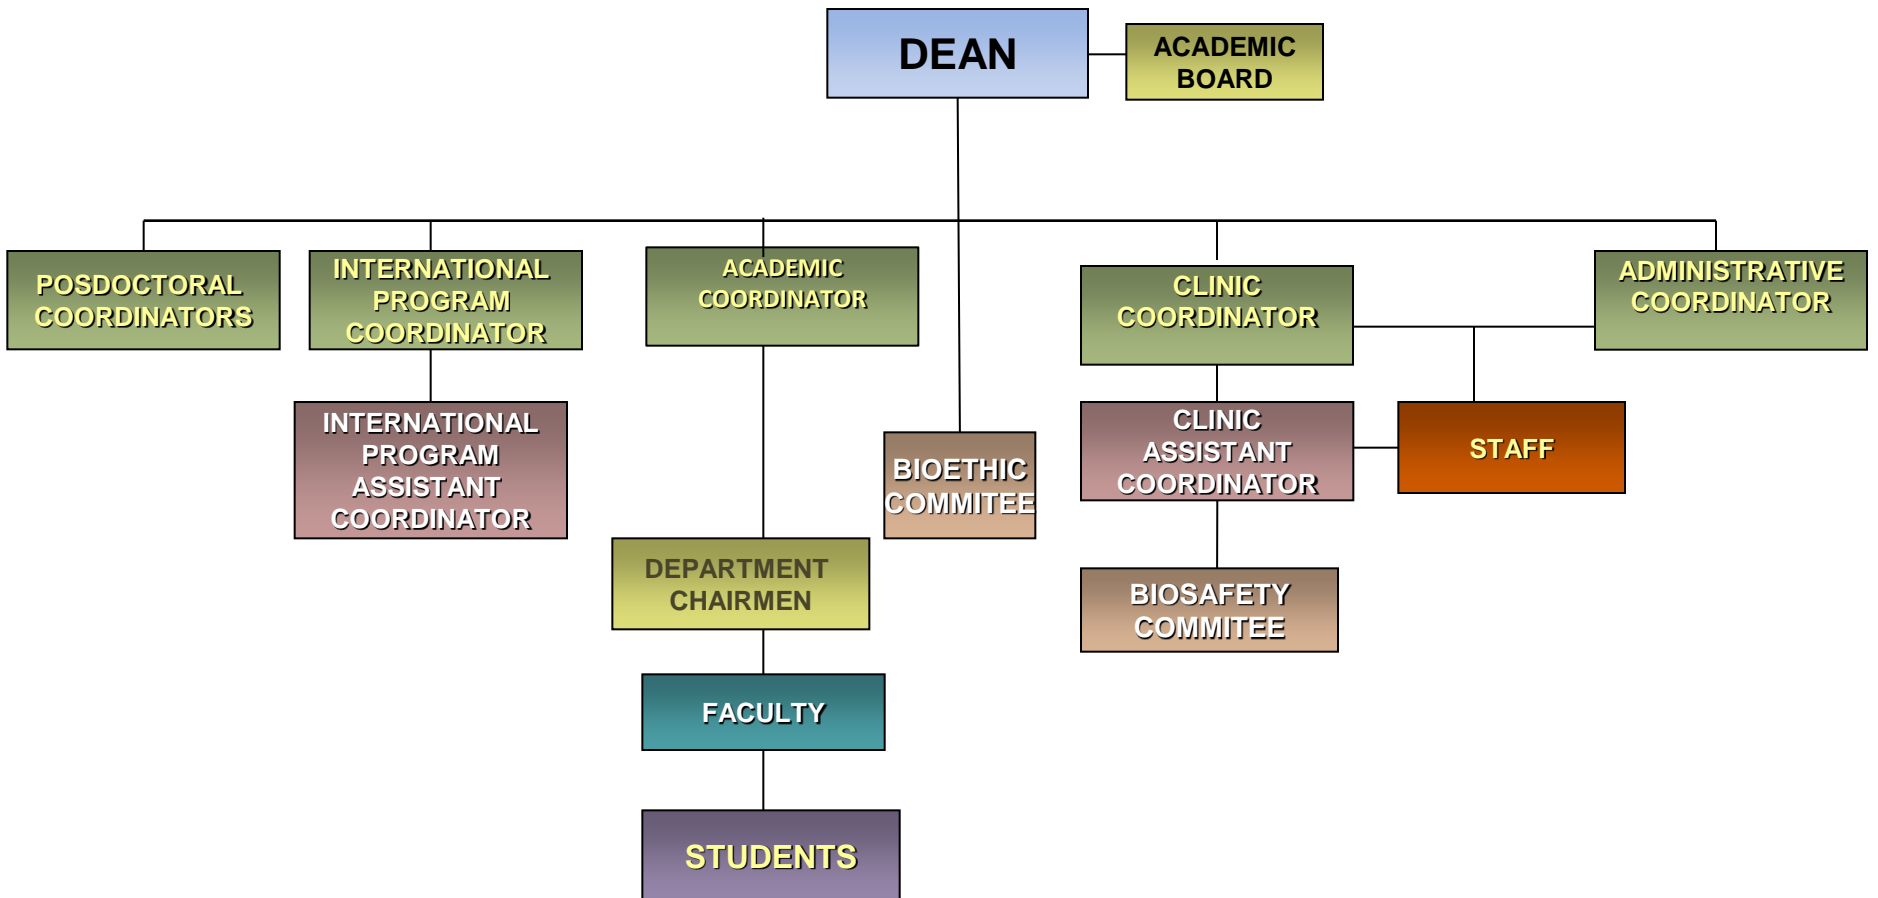 DEAN
ACADEMIC
BOARD
POSDOCTORAL
COORDINATORS
INTERNATIONAL
PROGRAM
COORDINATOR
ACADEMIC
COORDINATOR
CLINIC
COORDINATOR
ADMINISTRATIVE
COORDINATOR
INTERNATIONAL
PROGRAM
ASSISTANT
COORDINATOR
BIOETHIC
COMMITEE
CLINIC
ASSISTANT
COORDINATOR
STAFF
DEPARTMENT
CHAIRMEN
BIOSAFETY
COMMITEE
FACULTY
STUDENTS